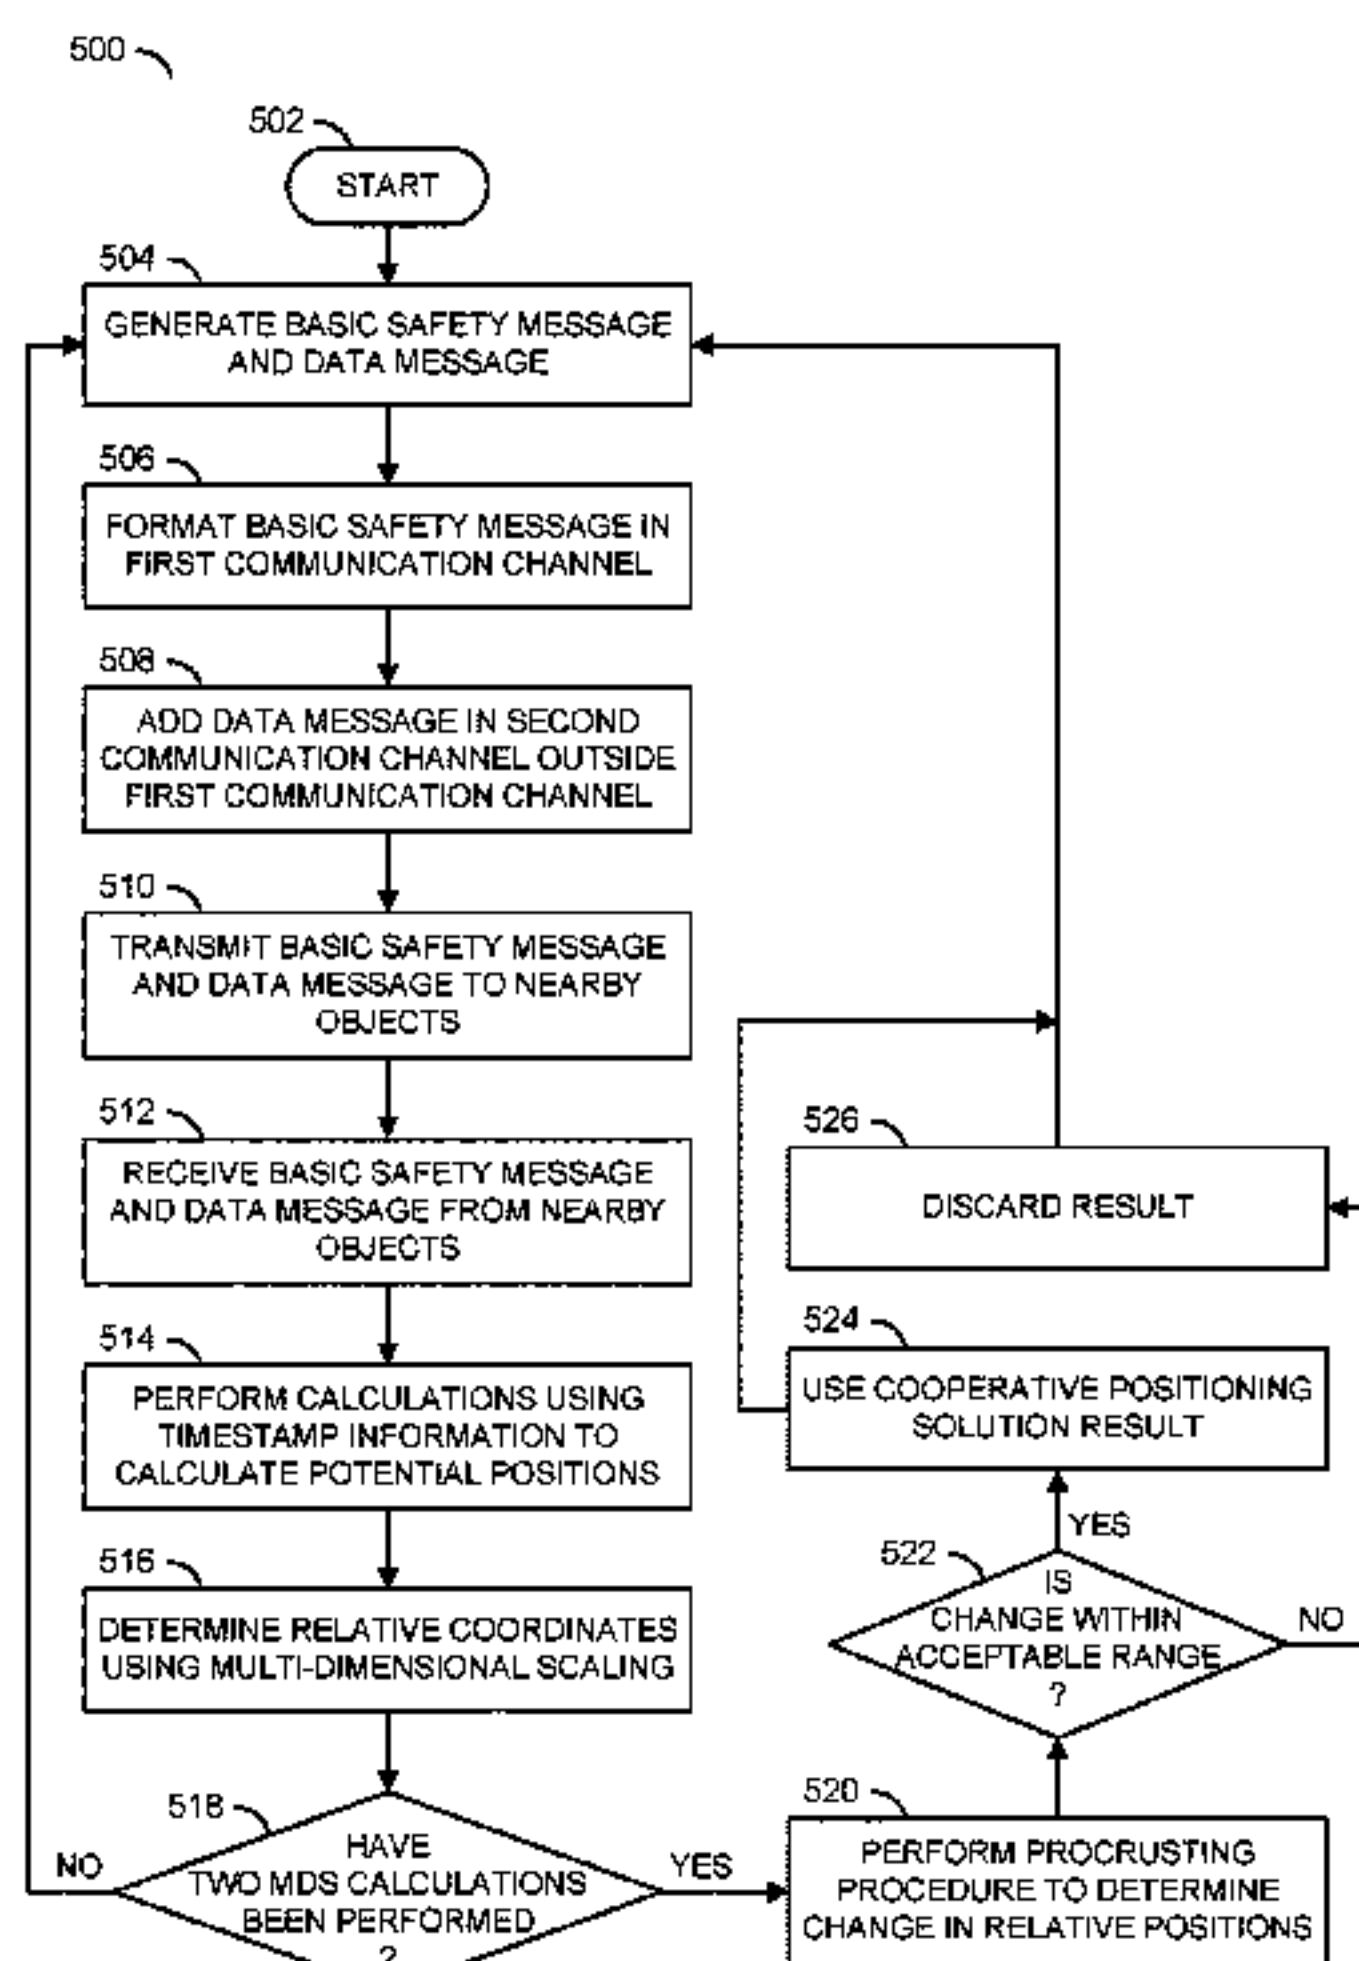 500
502
START
504
GENERATE BASIC SAFETY MESSAGE
AND DATA MESSAGE
506
FORMAT BASIC SAFETY MESSAGE IN
FIRST COMMUNICATION CHANNEL
508
ADD DATA MESSAGE IN SECOND
COMMUNICATION CHANNEL OUTSIDE
FIRST COMMUNICATION CHANNEL
510
TRANSMIT BASIC SAFETY MESSAGE
AND DATA MESSAGE TO NEARBY
OBJECTS
512
RECEIVE BASIC SAFETY MESSAGE
AND DATA MESSAGE FROM NEARBY
OBJECTS
514
PERFORM CALCULATIONS USING
TIMESTAMP INFORMATION TO
CALCULATE POTENTIAL POSITIONS
516
DETERMINE RELATIVE COORDINATES
USING MULTI-DIMENSIONAL SCALING
518
HAVE
TWO MDS CALCULATIONS
BEEN PERFORMED
?
NO
YES
520
PERFORM PROCRUSTING
PROCEDURE TO DETERMINE
CHANGE IN RELATIVE POSITIONS
522
IS
CHANGE WITHIN
ACCEPTABLE RANGE
?
YES
NO
524
USE COOPERATIVE POSITIONING
SOLUTION RESULT
526
DISCARD RESULT